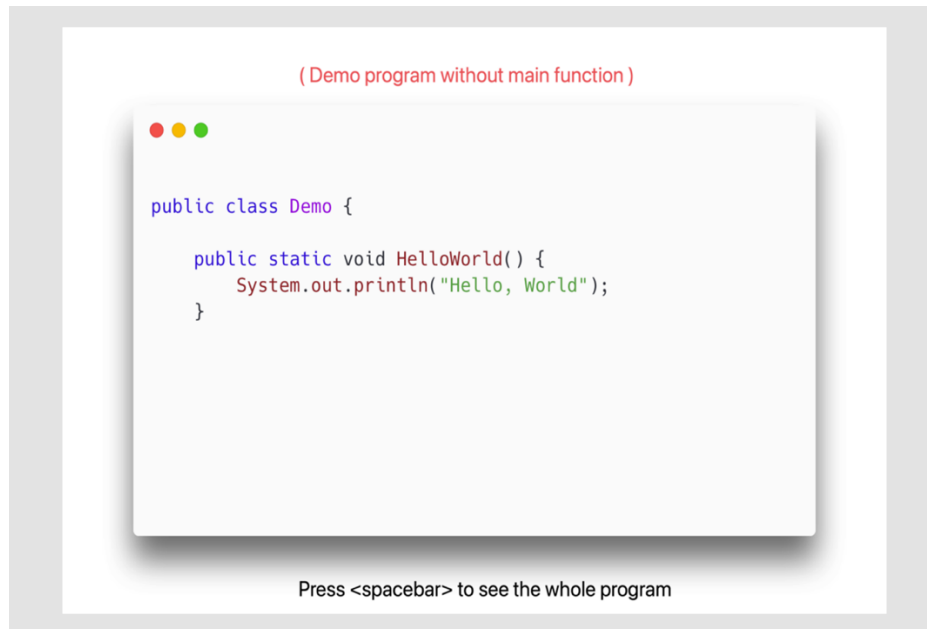 ( Demo program without main function )
public class Demo {
    public static void HelloWorld() {
        System.out.println("Hello, World");
    }
Press <spacebar> to see the whole program